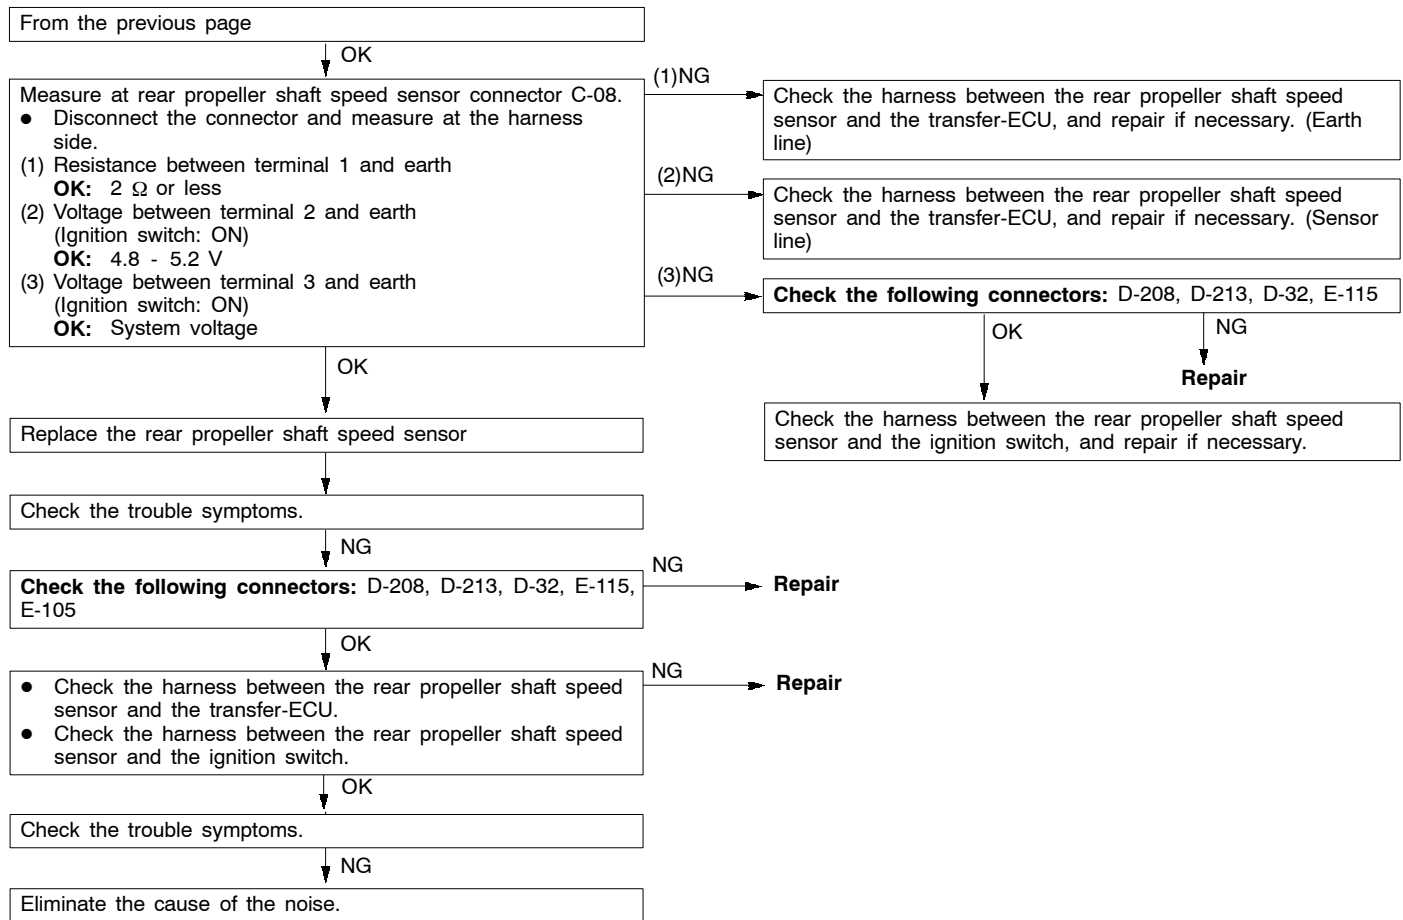 From the previous page
OK
Measure at rear propeller shaft speed sensor connector C-08.
● Disconnect the connector and measure at the harness
side.
(1) Resistance between terminal 1 and earth
OK: 2 Ω or less
(2) Voltage between terminal 2 and earth
(Ignition switch: ON)
OK: 4.8 - 5.2 V
(3) Voltage between terminal 3 and earth
(Ignition switch: ON)
OK: System voltage
(1)NG
Check the harness between the rear propeller shaft speed
sensor and the transfer-ECU, and repair if necessary. (Earth
line)
(2)NG
Check the harness between the rear propeller shaft speed
sensor and the transfer-ECU, and repair if necessary. (Sensor
line)
(3)NG
Check the following connectors: D-208, D-213, D-32, E-115
OK
NG
Repair
Check the harness between the rear propeller shaft speed
sensor and the ignition switch, and repair if necessary.
OK
Replace the rear propeller shaft speed sensor
Check the trouble symptoms.
NG
Check the following connectors: D-208, D-213, D-32, E-115,
E-105
NG
Repair
OK
● Check the harness between the rear propeller shaft speed
sensor and the transfer-ECU.
● Check the harness between the rear propeller shaft speed
sensor and the ignition switch.
NG
Repair
OK
Check the trouble symptoms.
NG
Eliminate the cause of the noise.